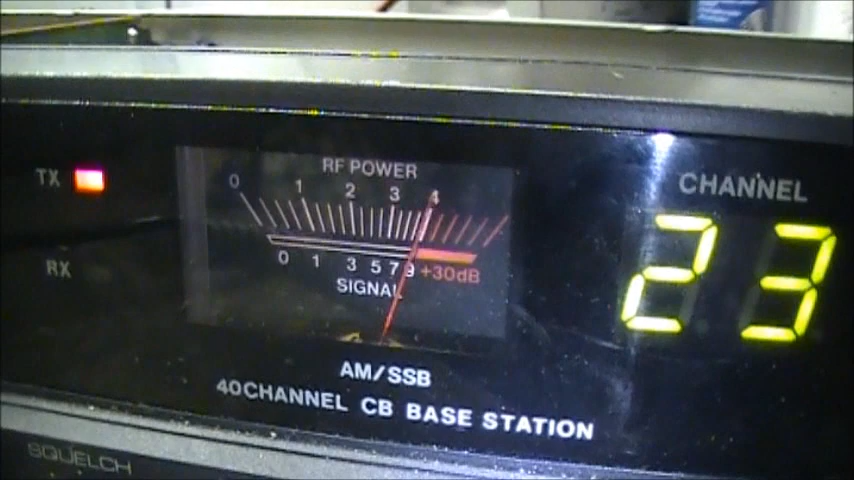 TX
RX
RF POWER
0 1 2 3 4
0 1 3 5 7 9 +30dB
SIGNAL
CHANNEL
23
AM/SSB
40CHANNEL CB BASE STATION
SQUELCH